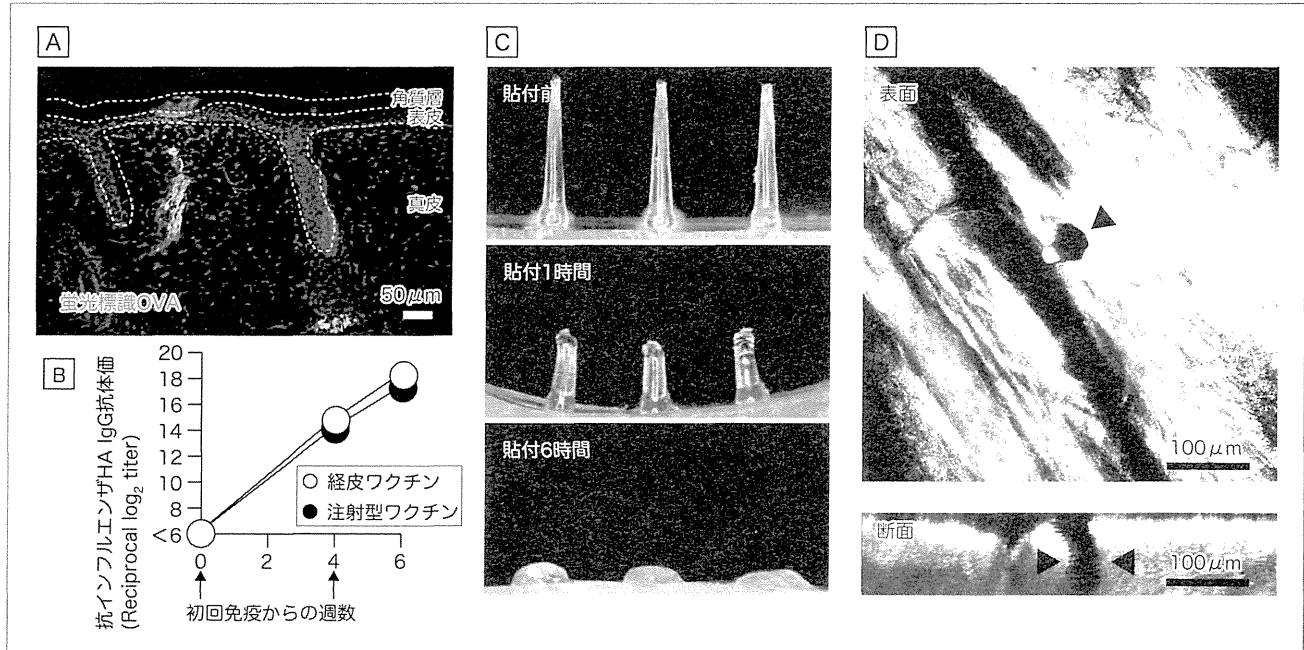 A
角質層
表皮
真皮
蛍光標識OVA
50μm
B
抗インフルエンザHA IgG抗体価
(Reciprocal log₂ titer)
20
18
16
14
12
10
8
<6
0
2
4
6
経皮ワクチン
注射型ワクチン
初回免疫からの週数
C
貼付前
貼付1時間
貼付6時間
D
表面
100μm
断面
100μm